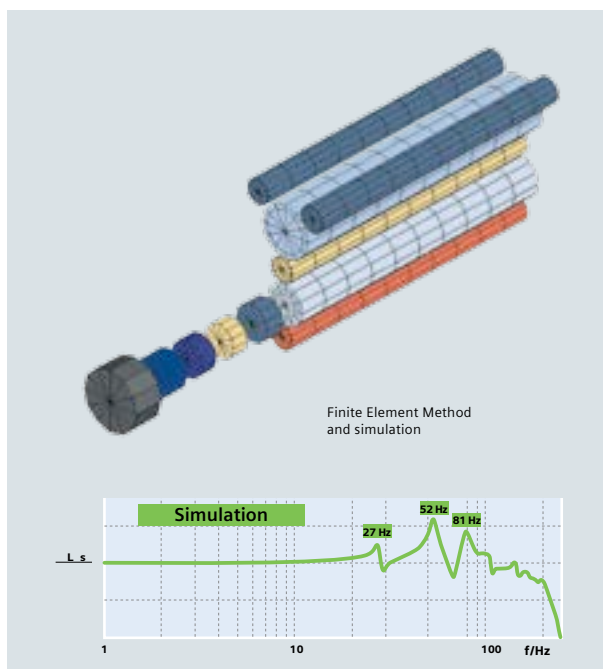 Finite Element Method
and simulation
Simulation
27 Hz
52 Hz
81 Hz
L s
1
10
100
f/Hz